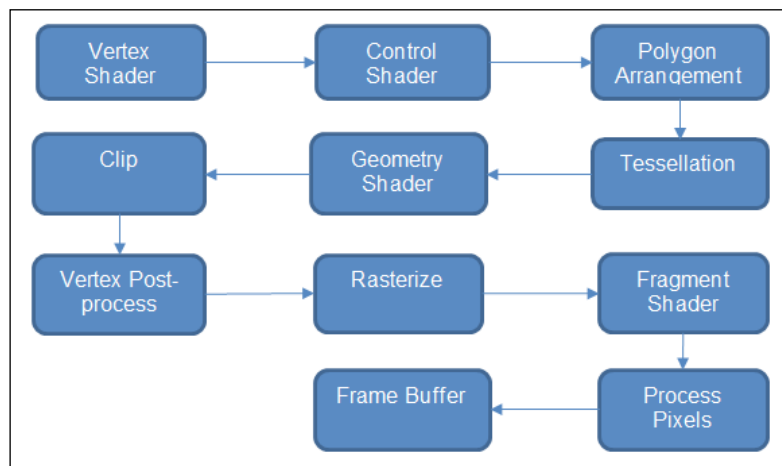 Vertex
Shader
Control
Shader
Polygon
Arrangement
Tessellation
Geometry
Shader
Clip
Vertex Post-
process
Rasterize
Fragment
Shader
Process
Pixels
Frame Buffer